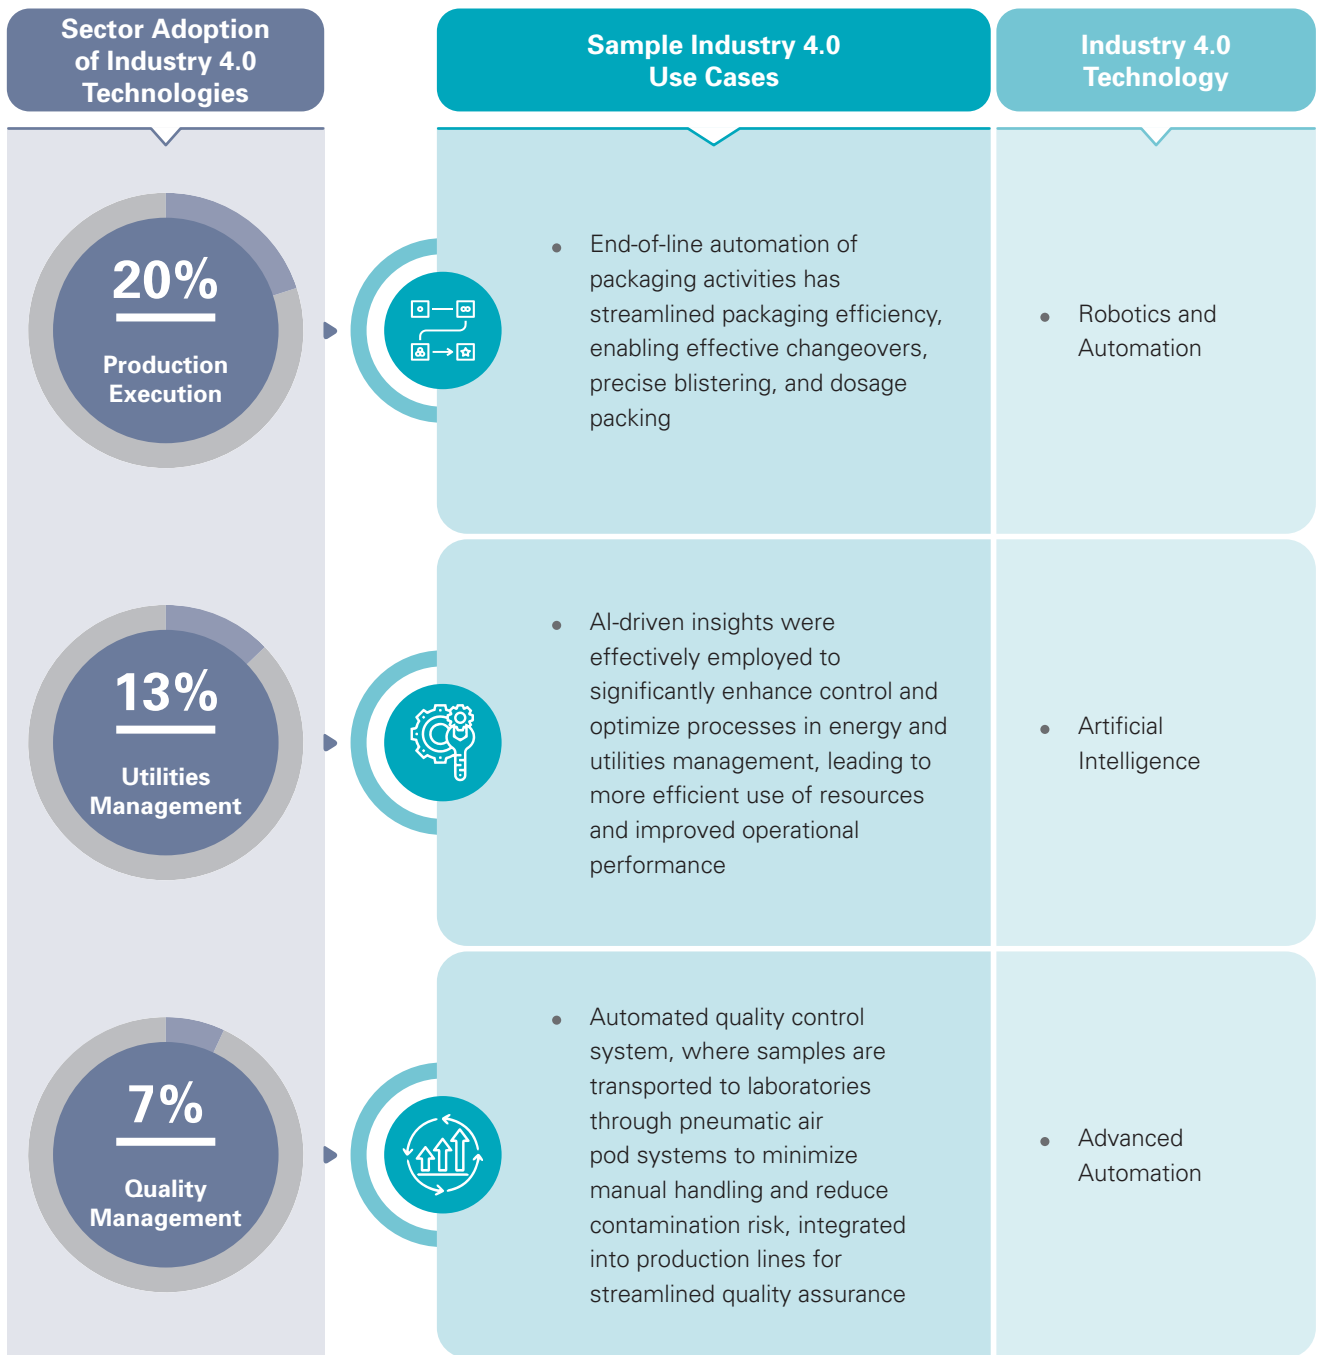 Sector Adoption
of Industry 4.0
Technologies
Sample Industry 4.0
Use Cases
Industry 4.0
Technology
20%
Production
Execution
• End-of-line automation of
packaging activities has
streamlined packaging efficiency,
enabling effective changeovers,
precise blistering, and dosage
packing
• Robotics and
Automation
13%
Utilities
Management
• AI-driven insights were
effectively employed to
significantly enhance control and
optimize processes in energy and
utilities management, leading to
more efficient use of resources
and improved operational
performance
• Artificial
Intelligence
7%
Quality
Management
• Automated quality control
system, where samples are
transported to laboratories
through pneumatic air
pod systems to minimize
manual handling and reduce
contamination risk, integrated
into production lines for
streamlined quality assurance
• Advanced
Automation